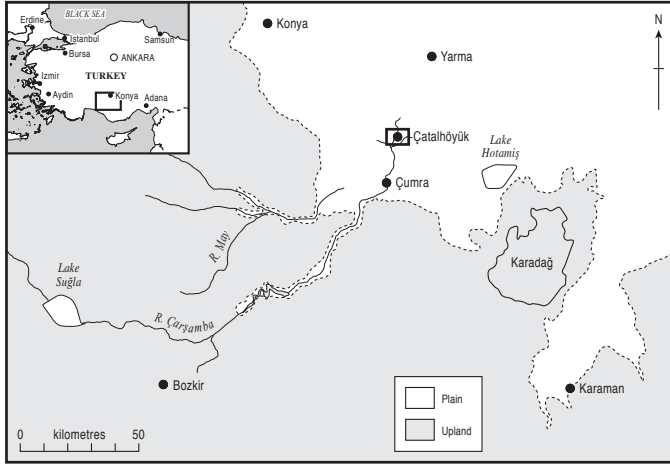 BLACK SEA
Erdine
Istanbul
Samsun
Bursa
ANKARA
TURKEY
Izmir
Aydin
Konya
Adana
Konya
Yarma
N
Çatalhöyük
Lake
Hotamiş
Çumra
Karadağ
R. May
Lake
Suğla
R. Çarşamba
Bozkir
Karaman
Plain
Upland
0 kilometres 50